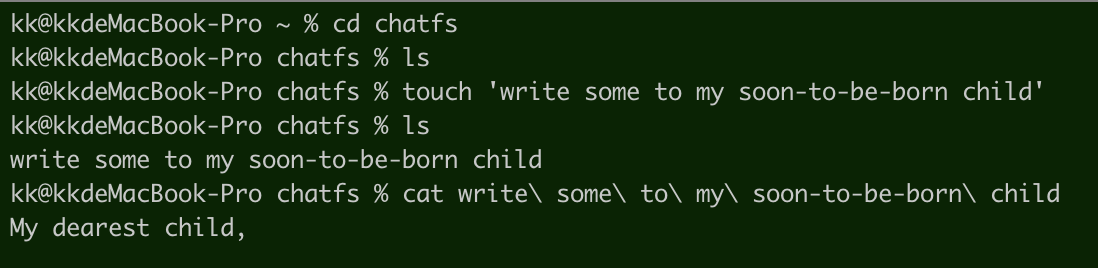 kk@kkdeMacBook-Pro ~ % cd chatfs
kk@kkdeMacBook-Pro chatfs % ls
kk@kkdeMacBook-Pro chatfs % touch 'write some to my soon-to-be-born child'
kk@kkdeMacBook-Pro chatfs % ls
write some to my soon-to-be-born child
kk@kkdeMacBook-Pro chatfs % cat write\ some\ to\ my\ soon-to-be-born\ child
My dearest child,